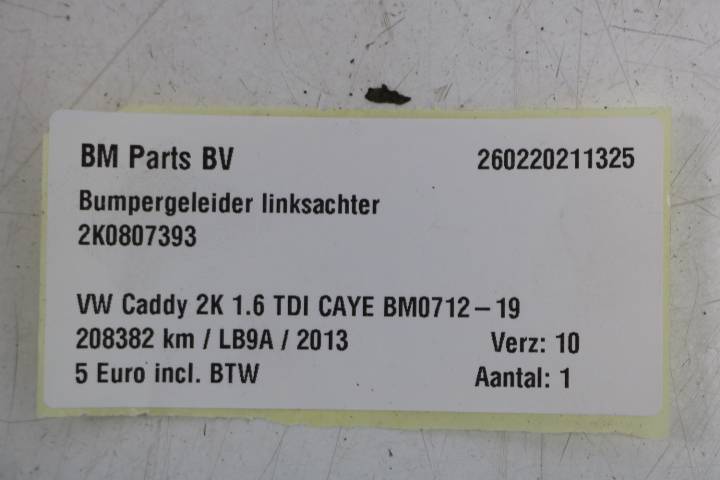 BM Parts BV 260220211325
Bumpergeleider linksachter
2K0807393
VW Caddy 2K 1.6 TDI CAYE BM0712-19
208382 km / LB9A / 2013 Verz: 10
5 Euro incl. BTW Aantal: 1